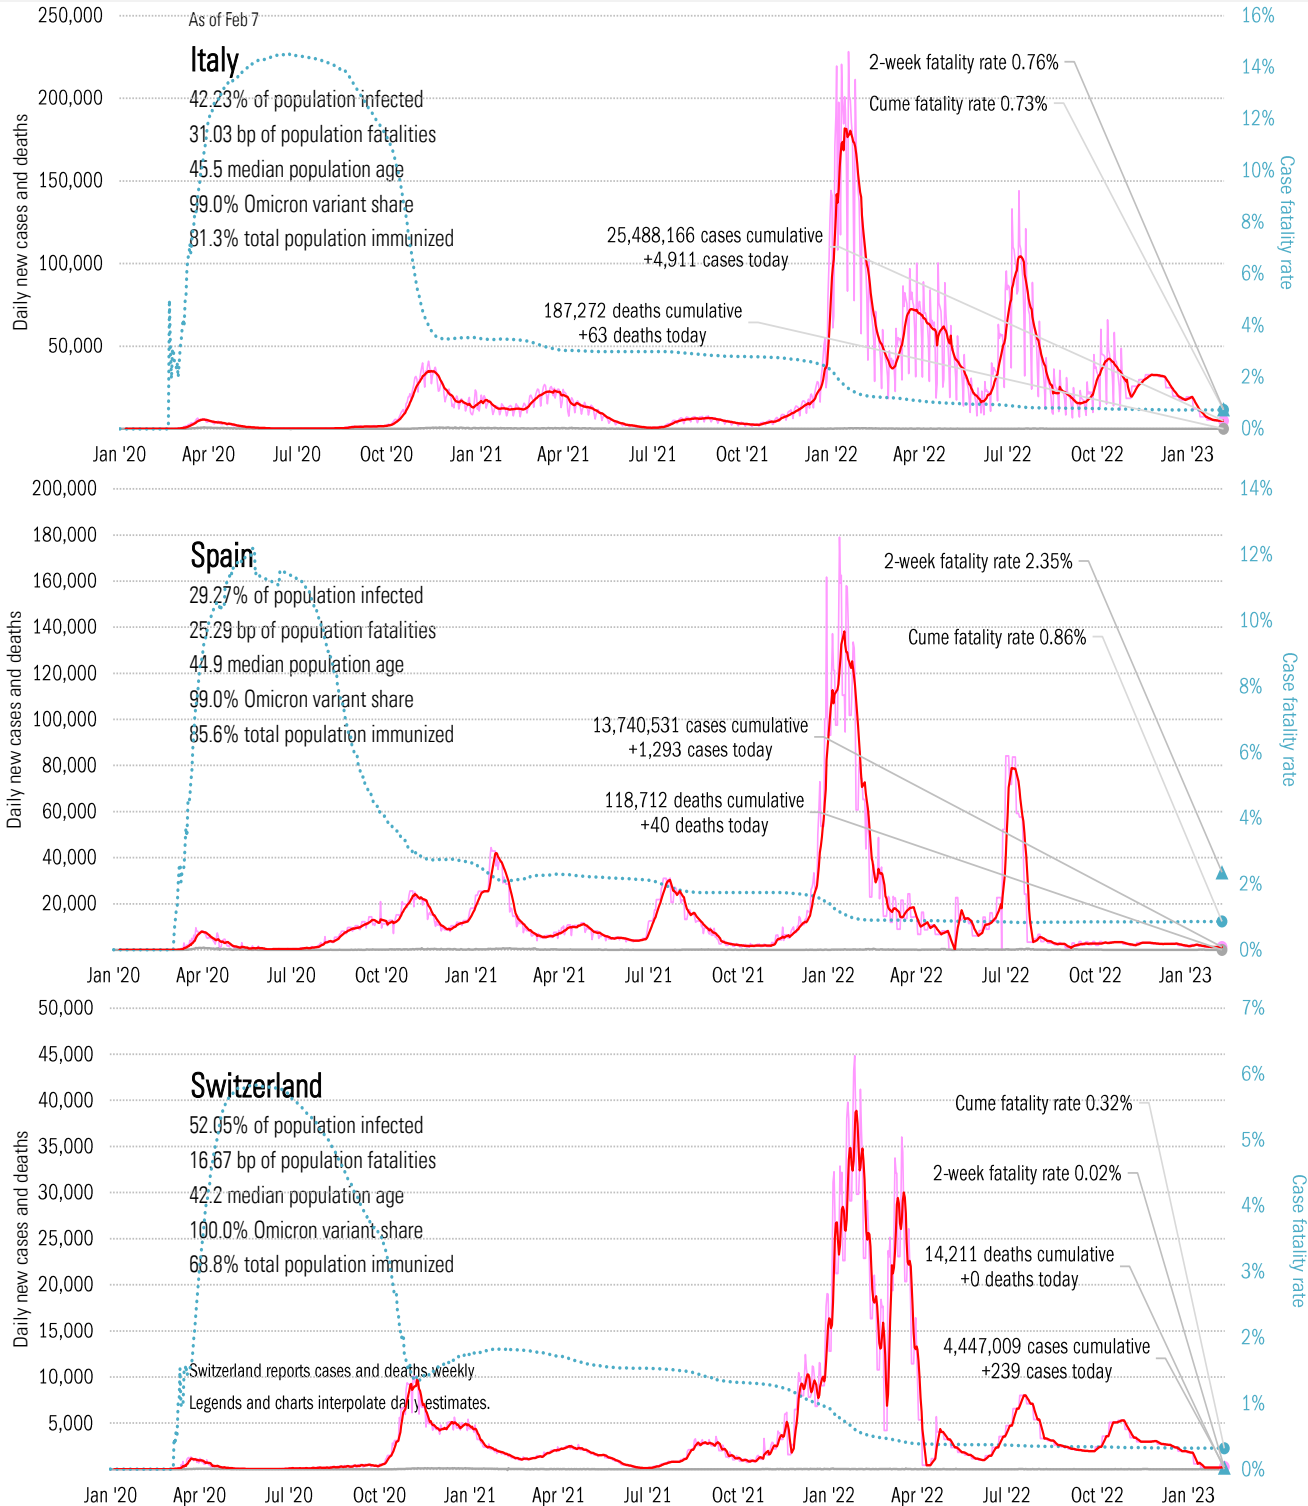 250,000
As of Feb 7
16%
Italy
2-week fatality rate 0.76%
14%
42.23% of population infected
200,000
Cume fatality rate 0.73%
12%
31.03 bp of population fatalities
45.5 median population age
150,000
10%
99.0% Omicron variant share
81.3% total population immunized
25,488,166 cases cumulative
8%
+4,911 cases today
100,000
6%
187,272 deaths cumulative
+63 deaths today
4%
50,000
2%
0%
Daily new cases and deaths
Case fatality rate
Jan '20 Apr '20 Jul '20 Oct '20 Jan '21 Apr '21 Jul '21 Oct '21 Jan '22 Apr '22 Jul '22 Oct '22 Jan '23
200,000
14%
180,000
Spain
2-week fatality rate 2.35%
12%
160,000
29.27% of population infected
140,000
25.29 bp of population fatalities
Cume fatality rate 0.86%
10%
120,000
44.9 median population age
8%
99.0% Omicron variant share
100,000
13,740,531 cases cumulative
85.6% total population immunized
+1,293 cases today
6%
80,000
118,712 deaths cumulative
+40 deaths today
60,000
4%
40,000
2%
20,000
0%
Daily new cases and deaths
Case fatality rate
Jan '20 Apr '20 Jul '20 Oct '20 Jan '21 Apr '21 Jul '21 Oct '21 Jan '22 Apr '22 Jul '22 Oct '22 Jan '23
50,000
7%
45,000
6%
Switzerland
40,000
Cume fatality rate 0.32%
52.05% of population infected
35,000
5%
16.67 bp of population fatalities
2-week fatality rate 0.02%
30,000
42.2 median population age
4%
100.0% Omicron variant share
25,000
14,211 deaths cumulative
68.8% total population immunized
+0 deaths today
3%
20,000
15,000
2%
4,447,009 cases cumulative
+239 cases today
10,000
Switzerland reports cases and deaths weekly
Legends and charts interpolate daily estimates.
1%
5,000
0%
Daily new cases and deaths
Case fatality rate
Jan '20 Apr '20 Jul '20 Oct '20 Jan '21 Apr '21 Jul '21 Oct '21 Jan '22 Apr '22 Jul '22 Oct '22 Jan '23